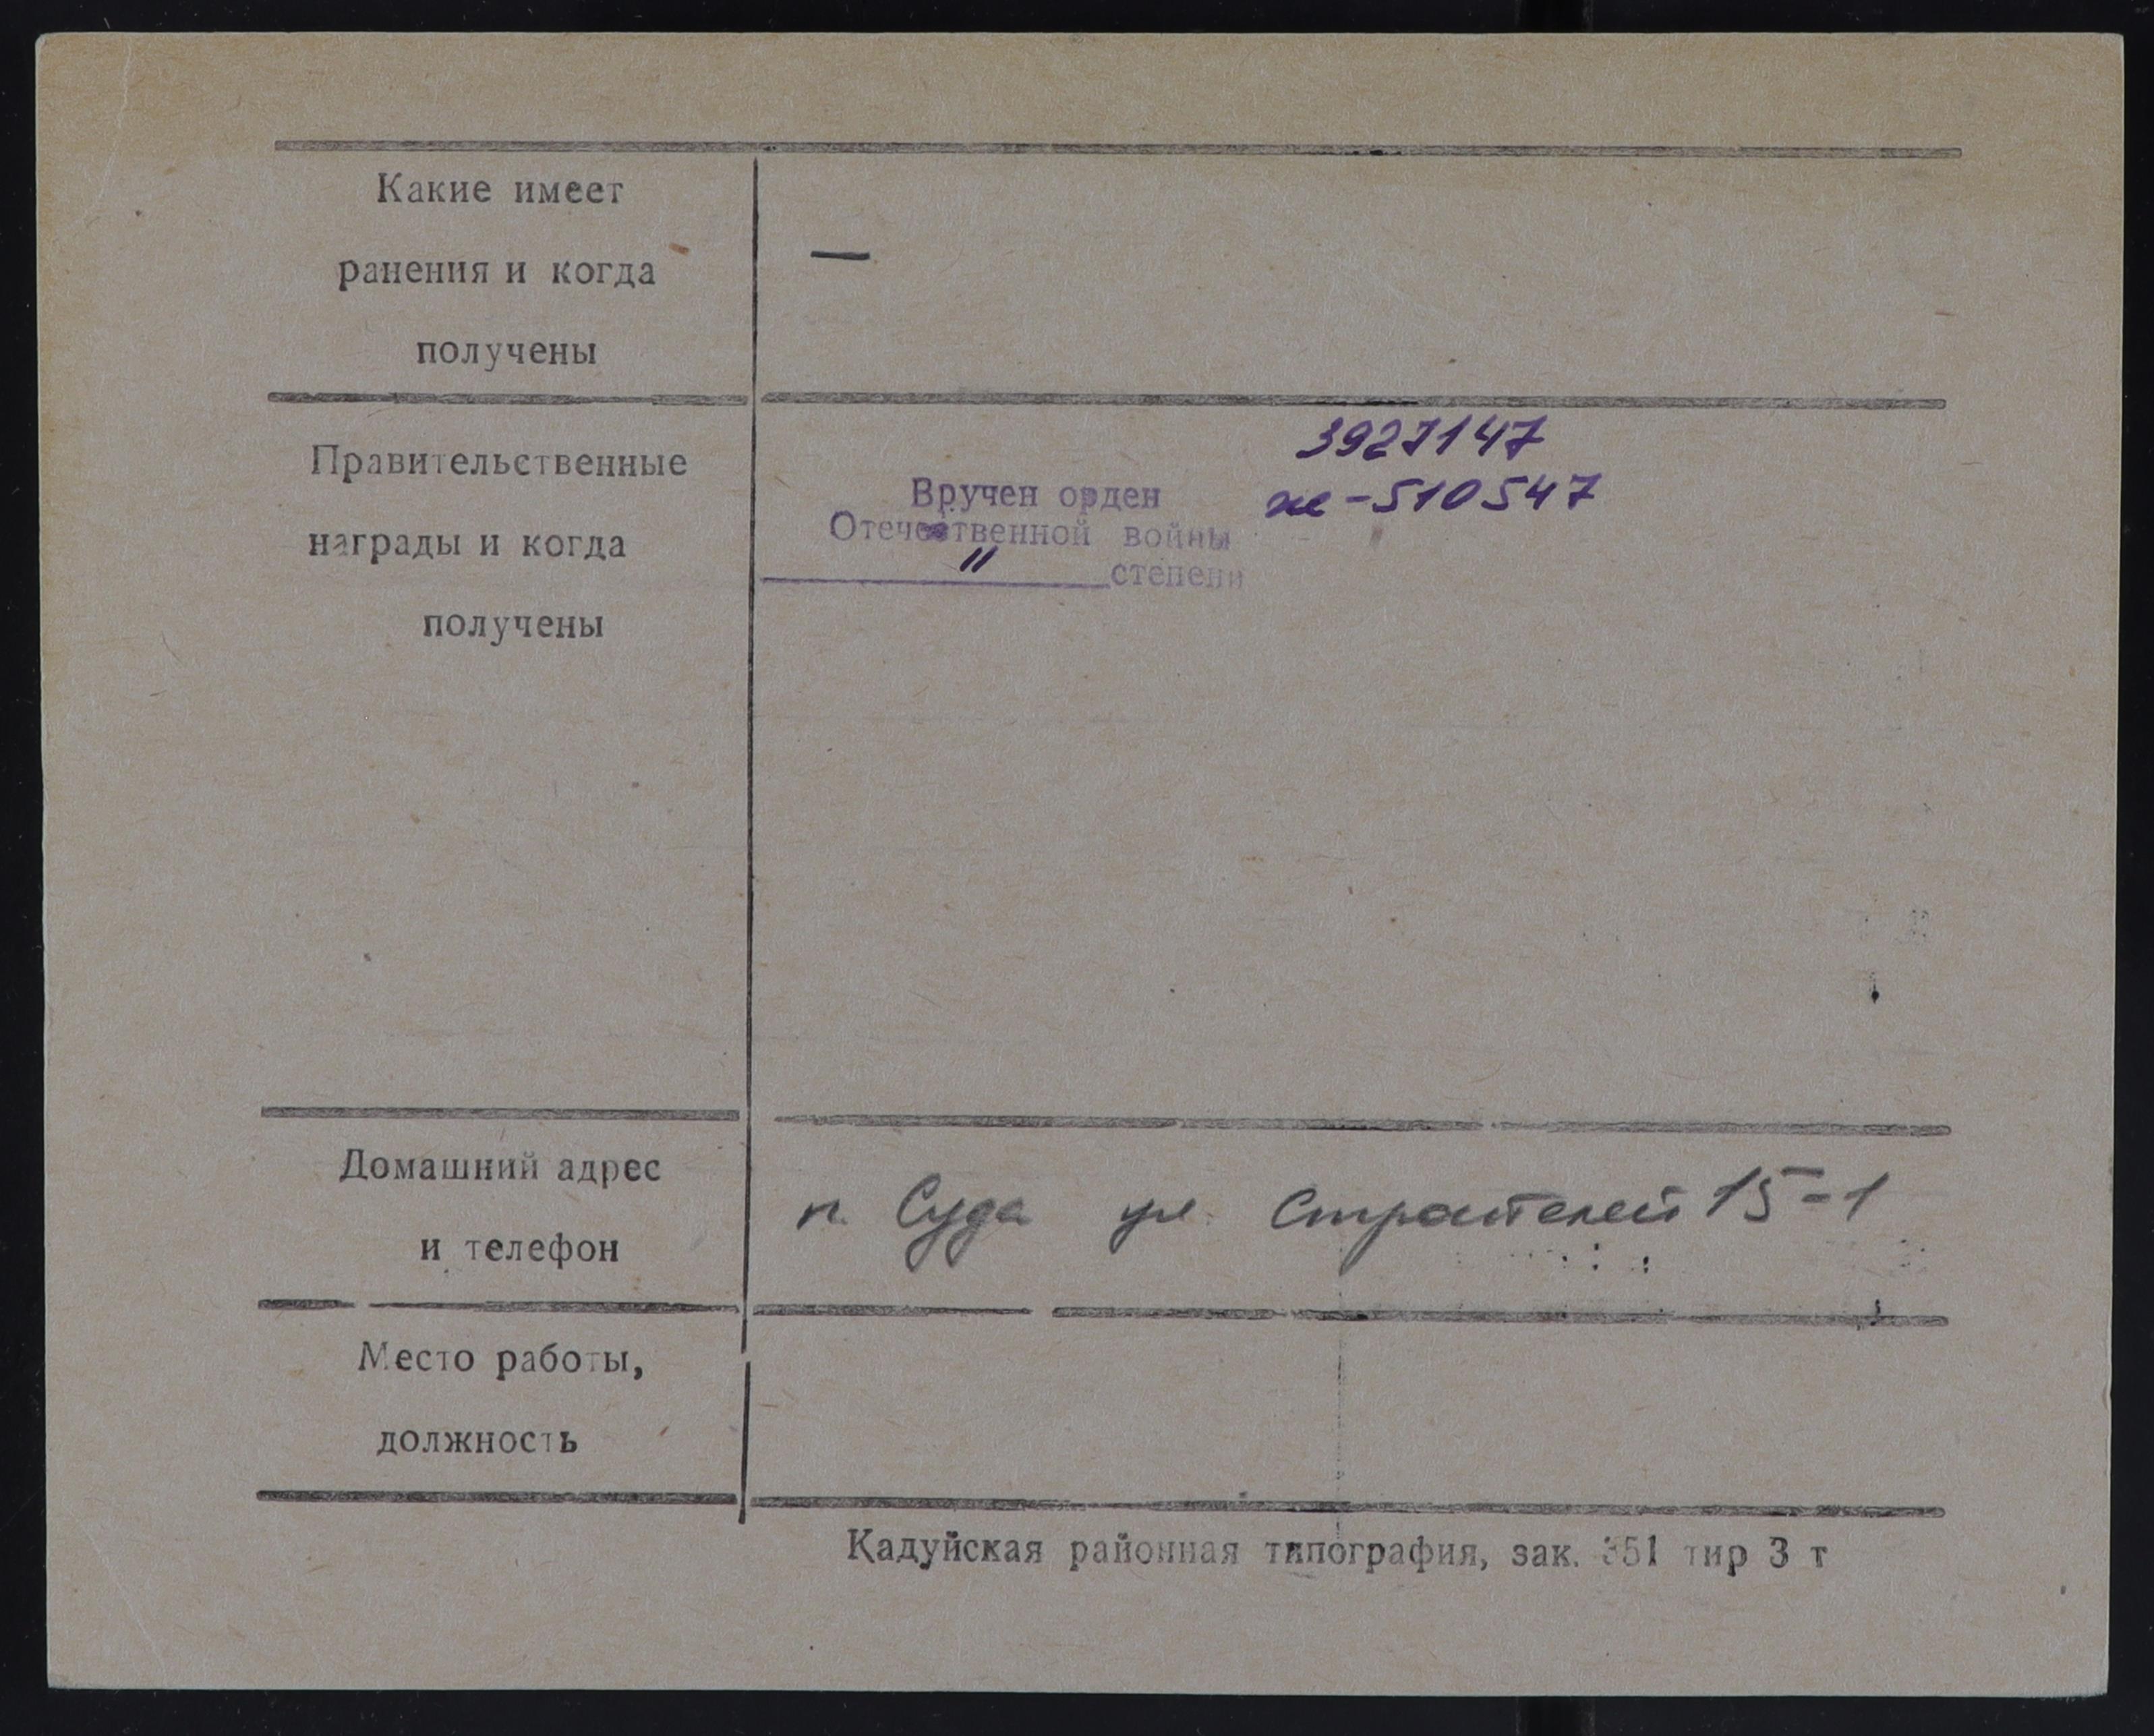 Какие имеет
ранения и когда
получены
—
Правительственные
награды и когда
получены
3927147
Вручен орден
же-510547
Отечественной войны
II степени
Домашний адрес
и телефон
п. Суда ул. Строителей 15-1
Место работы,
должность
Кадуйская районная типография, зак. 351 тир 3 т